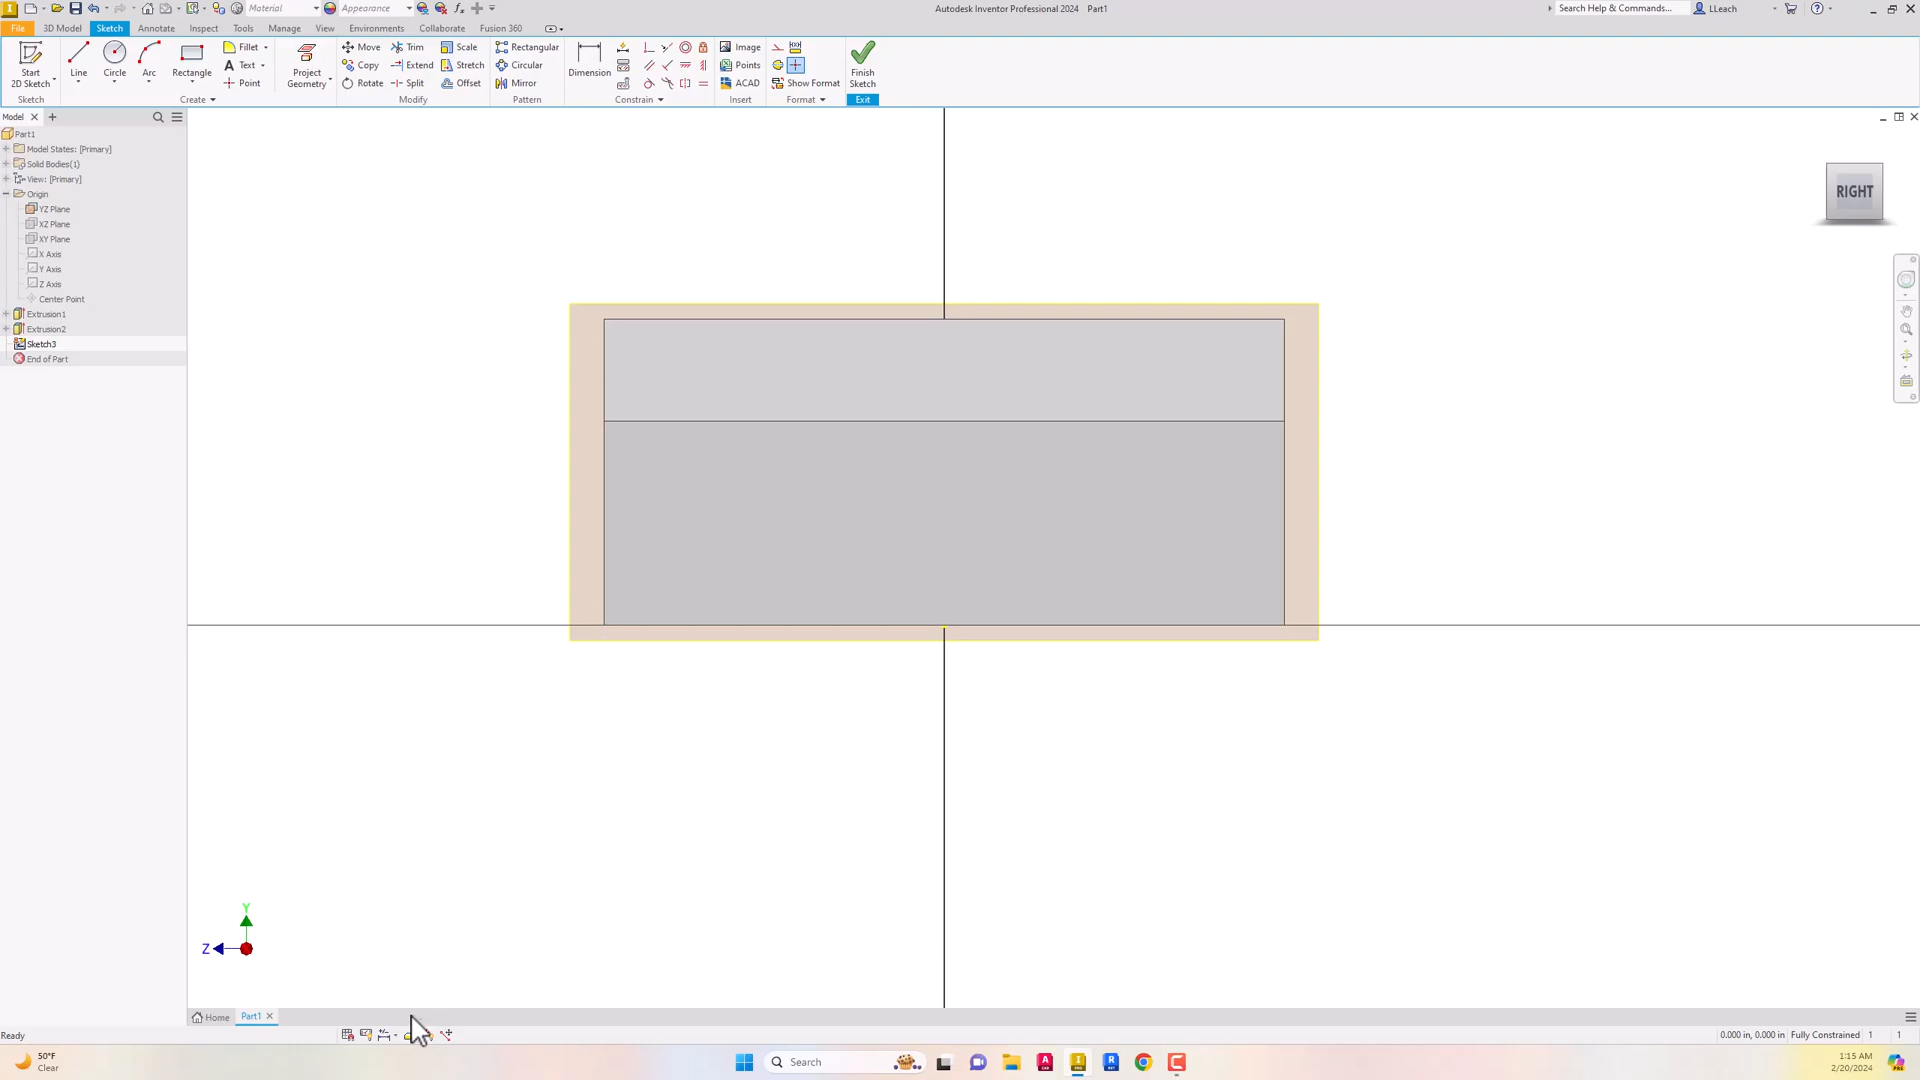 Material Appearance Autodesk Inventor Professional 2024 Part1 Search Help & Commands... LLeach
File 3D Model Sketch Annotate Inspect Tools Manage View Environments Collaborate Fusion 360
Start 2D Sketch Line Circle Arc Rectangle Fillet Text Point Project Geometry Move Copy Rotate Trim Extend Split Scale Stretch Offset Rectangular Circular Mirror Dimension Image Points ACAD Show Format Finish Sketch
Sketch Create Modify Pattern Constrain Insert Format Exit
Model
Part1
Model States: [Primary]
Solid Bodies(1)
View: [Primary]
Origin
YZ Plane
XZ Plane
XY Plane
X Axis
Y Axis
Z Axis
Center Point
Extrusion1
Extrusion2
Sketch3
End of Part
RIGHT
Y
Z
Home Part1
Ready 0.000 in, 0.000 in Fully Constrained 1 1
50°F
Clear
Search
1:15 AM
2/20/2024